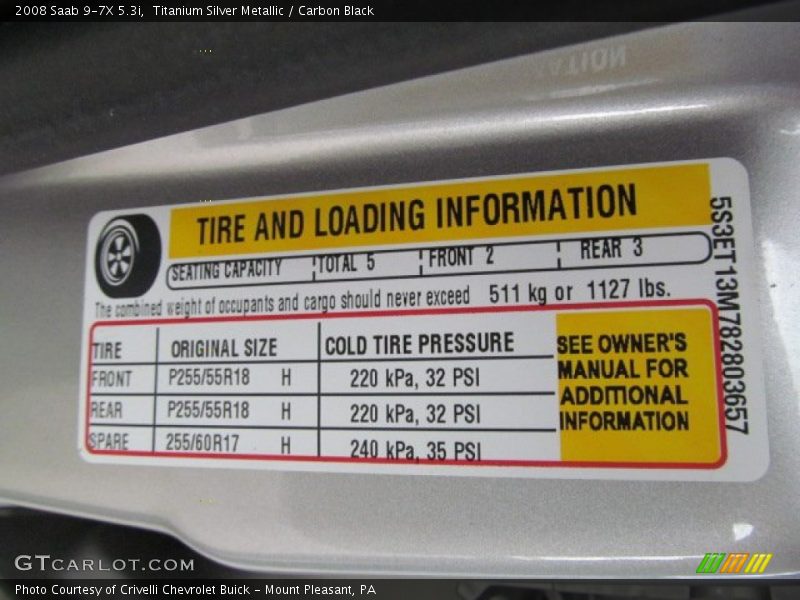 2008 Saab 9-7X 5.3i, Titanium Silver Metallic / Carbon Black
TIRE AND LOADING INFORMATION
SEATING CAPACITY TOTAL 5 FRONT 2 REAR 3
The combined weight of occupants and cargo should never exceed 511 kg or 1127 lbs.
TIRE ORIGINAL SIZE COLD TIRE PRESSURE
FRONT P255/55R18 H 220 kPa, 32 PSI
REAR P255/55R18 H 220 kPa, 32 PSI
SPARE 255/60R17 H 240 kPa, 35 PSI
SEE OWNER'S
MANUAL FOR
ADDITIONAL
INFORMATION
5S3ET13M782803657
GTCARLOT.COM
Photo Courtesy of Crivelli Chevrolet Buick - Mount Pleasant, PA